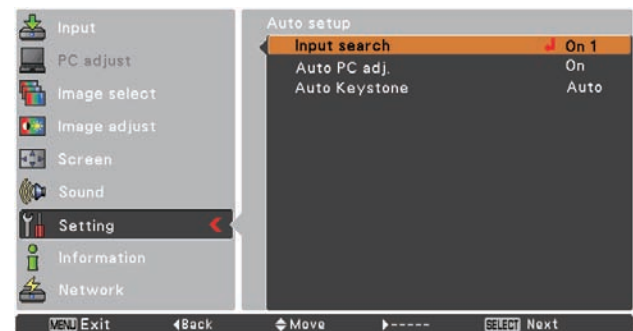 Input
PC adjust
Image select
Image adjust
Screen
Sound
Setting
Information
Network
Auto setup
Input search On 1
Auto PC adj. On
Auto Keystone Auto
MENU Exit Back Move ----- SELECT Next